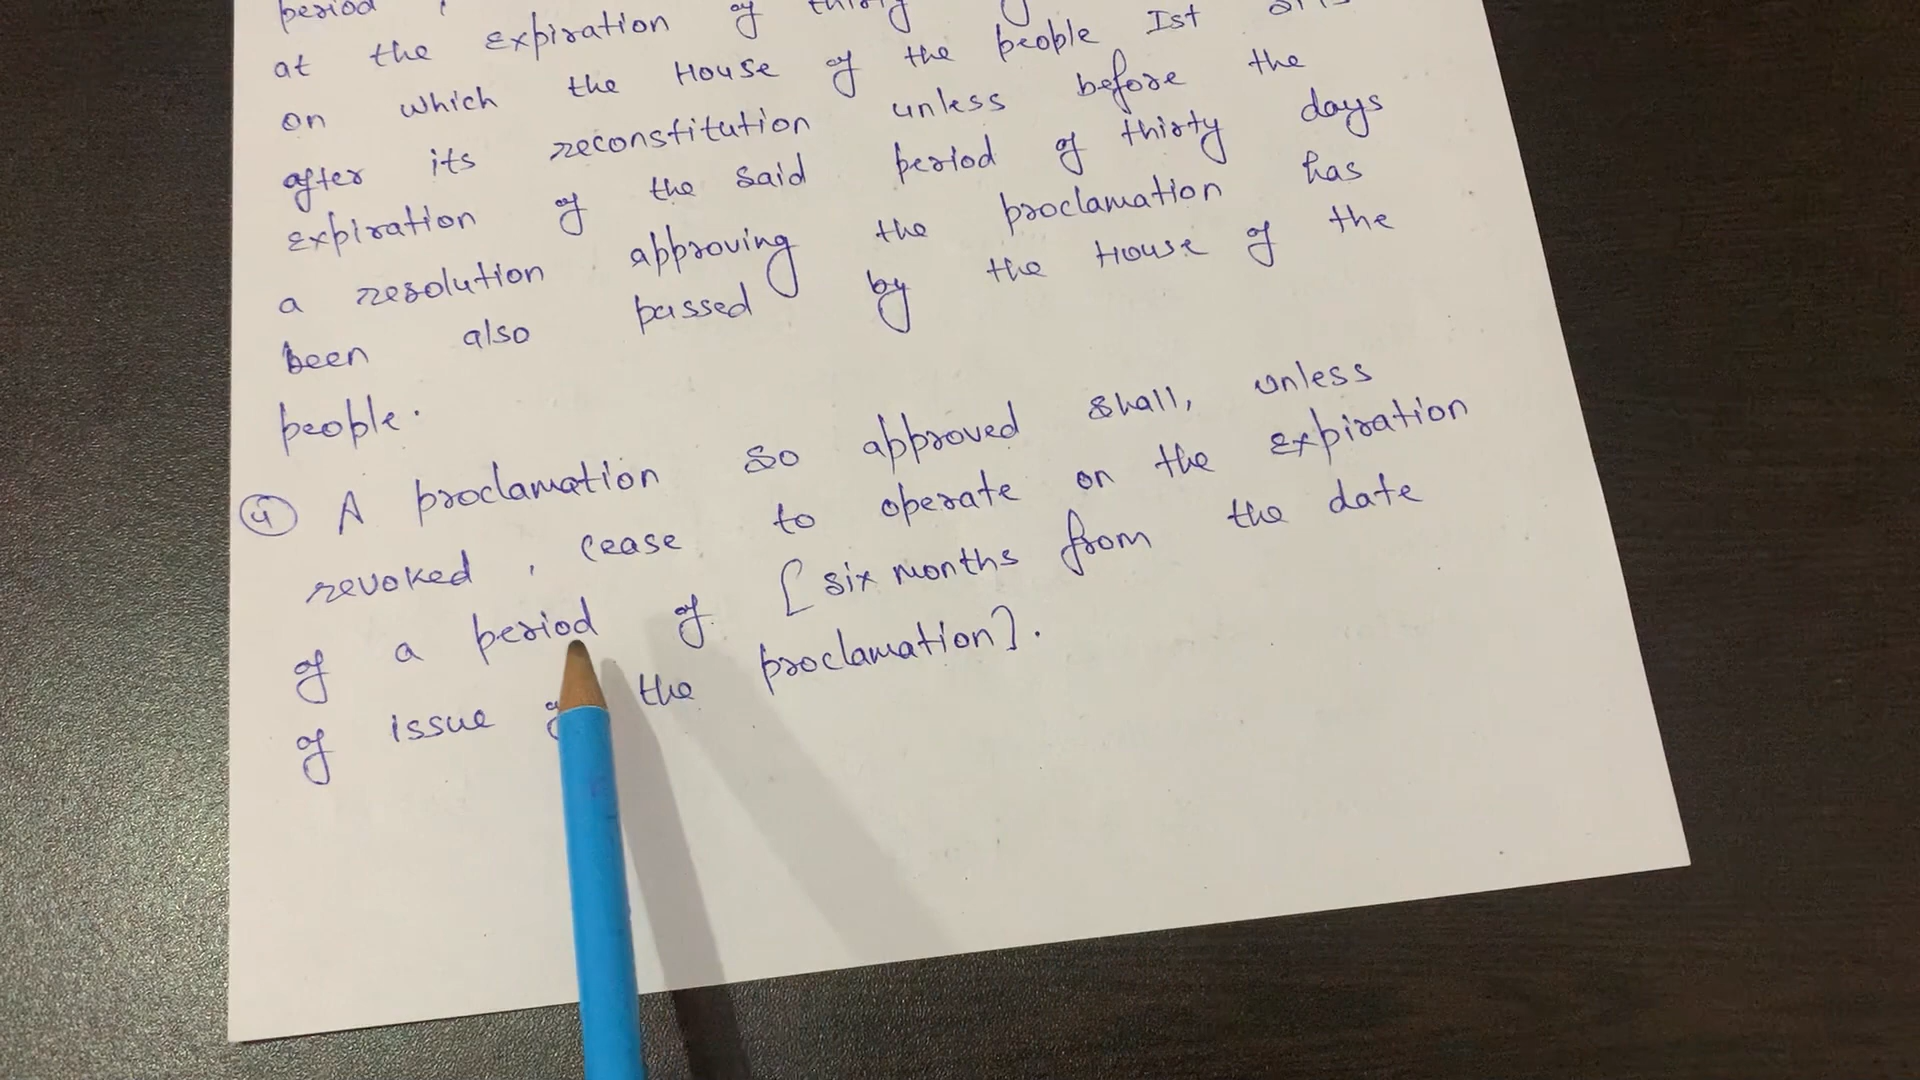 period
at the expiration of thirty
on which the House of the people Ist
after its reconstitution unless before the
expiration of the said period of thirty days
a resolution approving the proclamation has
been also passed by the House of the
people.
④ A proclamation so approved shall, unless
revoked, cease to operate on the expiration
of a period of [six months from the date
of issue of the proclamation].